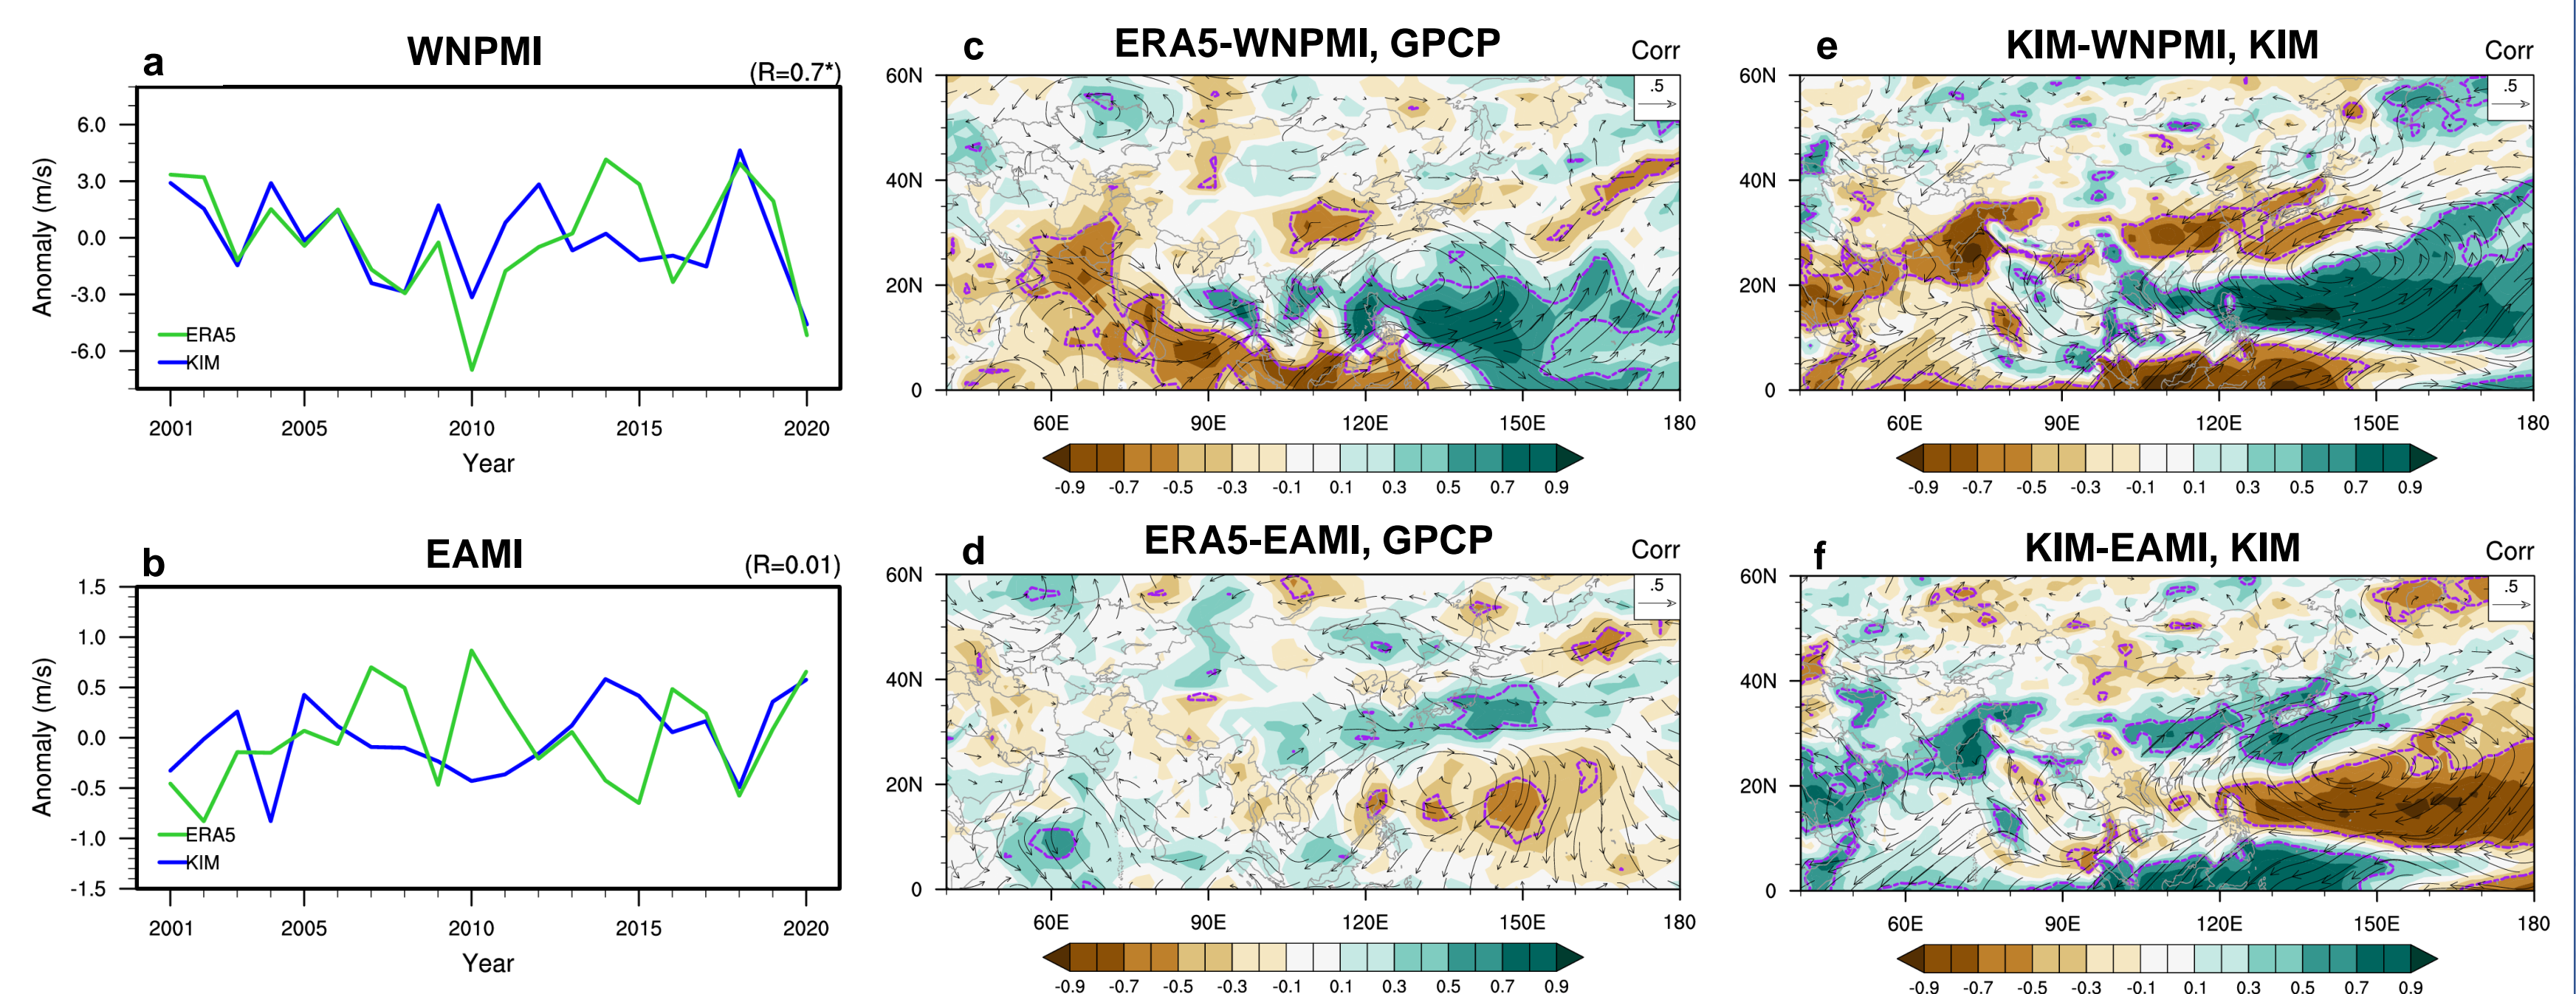 a WNPMI (R=0.7*)
6.0
3.0
0.0
-3.0
-6.0
Anomaly (m/s)
ERA5
KIM
2001 2005 2010 2015 2020
Year
c ERA5-WNPMI, GPCP Corr
.5
60N
40N
20N
0
60E 90E 120E 150E 180
-0.9 -0.7 -0.5 -0.3 -0.1 0.1 0.3 0.5 0.7 0.9
e KIM-WNPMI, KIM Corr
.5
60N
40N
20N
0
60E 90E 120E 150E 180
-0.9 -0.7 -0.5 -0.3 -0.1 0.1 0.3 0.5 0.7 0.9
b EAMI (R=0.01)
1.5
1.0
0.5
0.0
-0.5
-1.0
-1.5
Anomaly (m/s)
ERA5
KIM
2001 2005 2010 2015 2020
Year
d ERA5-EAMI, GPCP Corr
.5
60N
40N
20N
0
60E 90E 120E 150E 180
-0.9 -0.7 -0.5 -0.3 -0.1 0.1 0.3 0.5 0.7 0.9
f KIM-EAMI, KIM Corr
.5
60N
40N
20N
0
60E 90E 120E 150E 180
-0.9 -0.7 -0.5 -0.3 -0.1 0.1 0.3 0.5 0.7 0.9